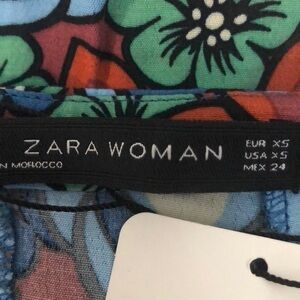 ZARA WOMAN
N MOROCCO
EUR XS
USA XS
MEX 24